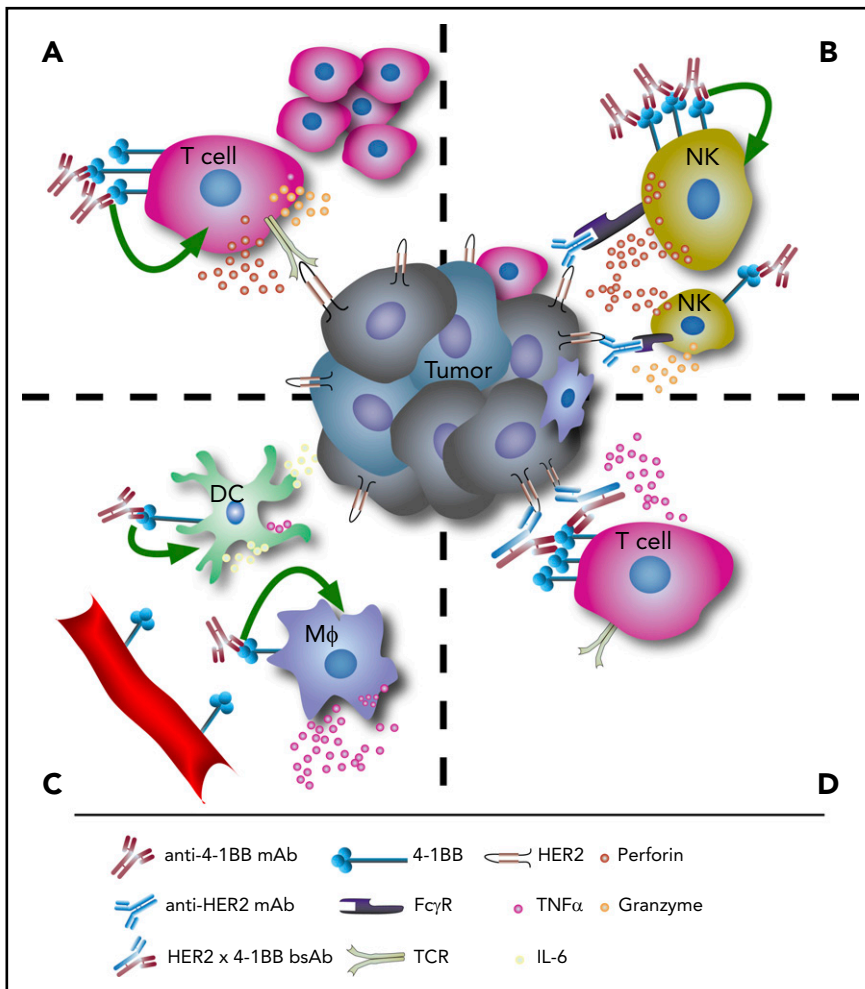 A
B
T cell
NK
NK
Tumor
DC
T cell
Mϕ
C
D
anti-4-1BB mAb
4-1BB
HER2
Perforin
anti-HER2 mAb
FcγR
TNFα
Granzyme
HER2 x 4-1BB bsAb
TCR
IL-6